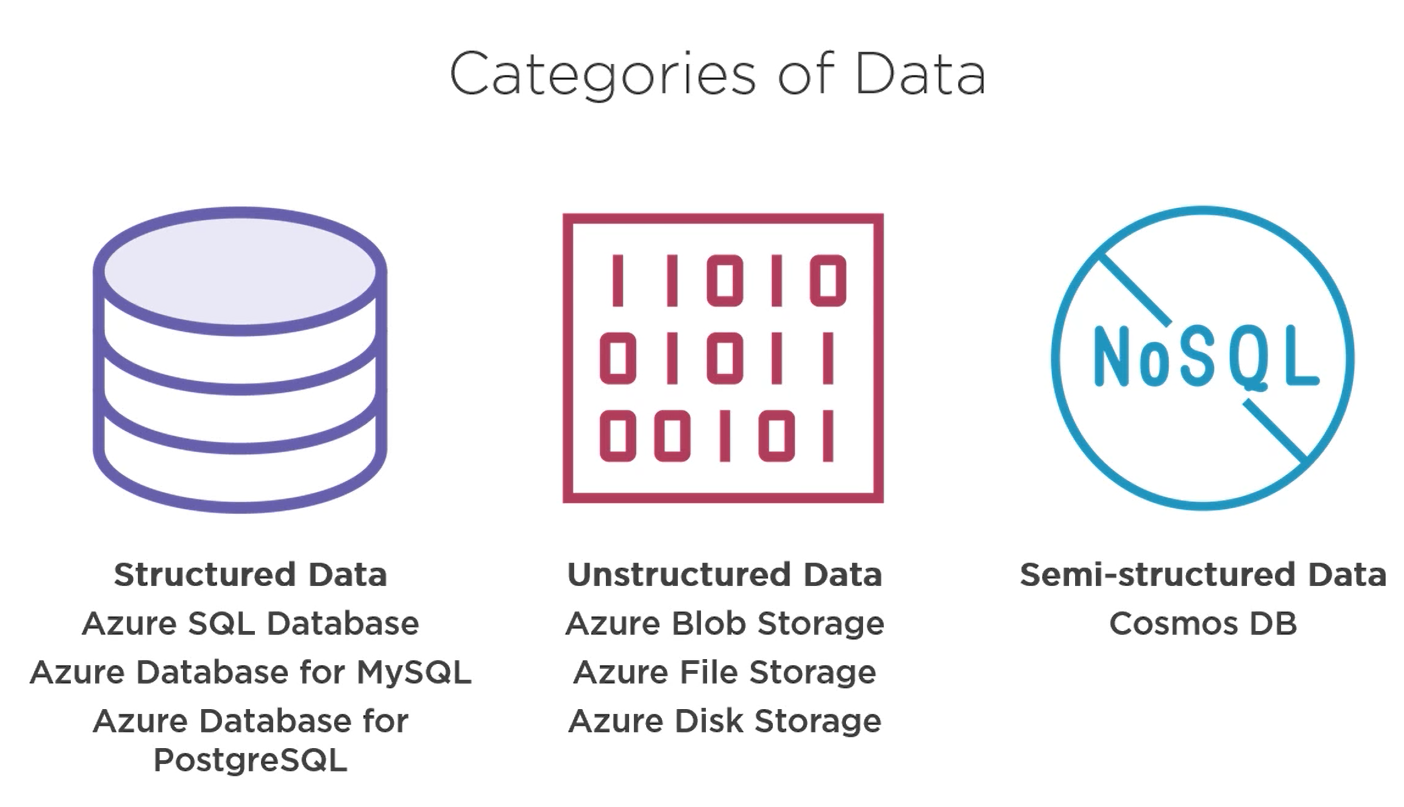 Categories of Data
11010
01011
00101
NoSQL
Structured Data
Azure SQL Database
Azure Database for MySQL
Azure Database for
PostgreSQL
Unstructured Data
Azure Blob Storage
Azure File Storage
Azure Disk Storage
Semi-structured Data
Cosmos DB